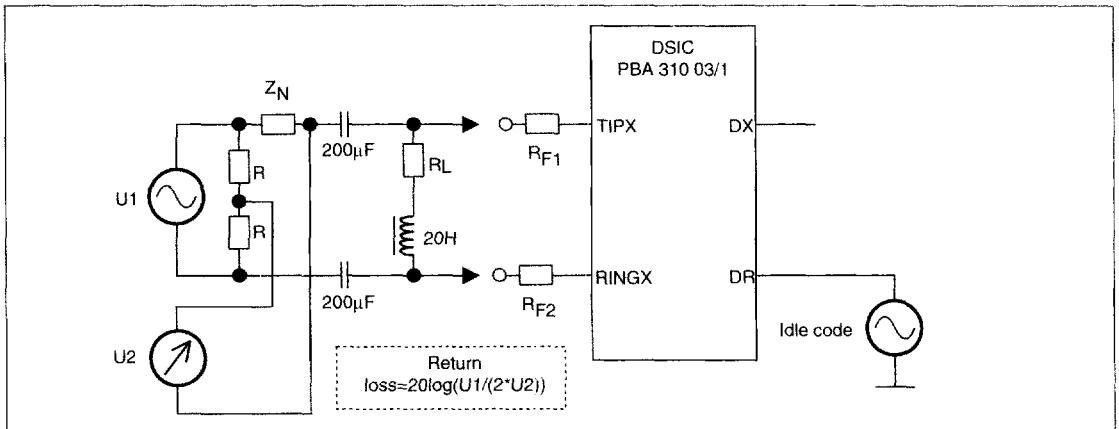 DSIC
PBA 310 03/1
Z_N
TIPX
DX
200µF
R_F1
R_L
R
U1
R
20H
RINGX
DR
200µF
R_F2
U2
Idle code
Return
loss=20log(U1/(2*U2))